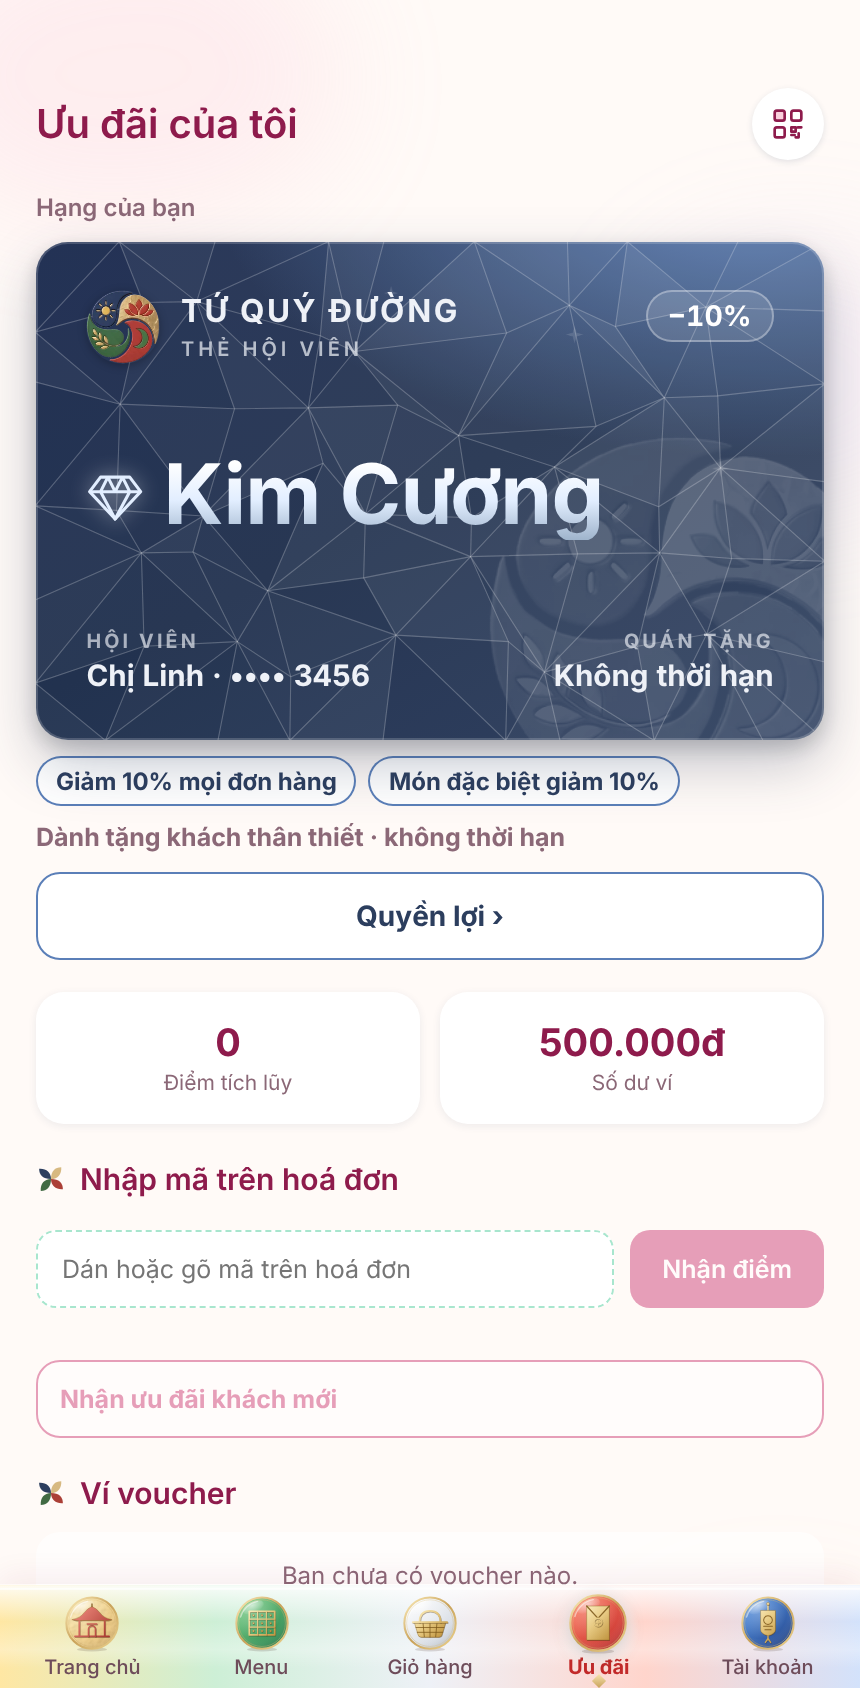 Ưu đãi của tôi
Hạng của bạn
TỨ QUÝ ĐƯỜNG
THẺ HỘI VIÊN
−10%
Kim Cương
HỘI VIÊN
QUÁN TẶNG
Chị Linh · •••• 3456
Không thời hạn
Giảm 10% mọi đơn hàng
Món đặc biệt giảm 10%
Dành tặng khách thân thiết · không thời hạn
Quyền lợi ›
0
500.000đ
Điểm tích lũy
Số dư ví
Nhập mã trên hoá đơn
Dán hoặc gõ mã trên hoá đơn
Nhận điểm
Nhận ưu đãi khách mới
Ví voucher
Bạn chưa có voucher nào.
Trang chủ
Menu
Giỏ hàng
Ưu đãi
Tài khoản